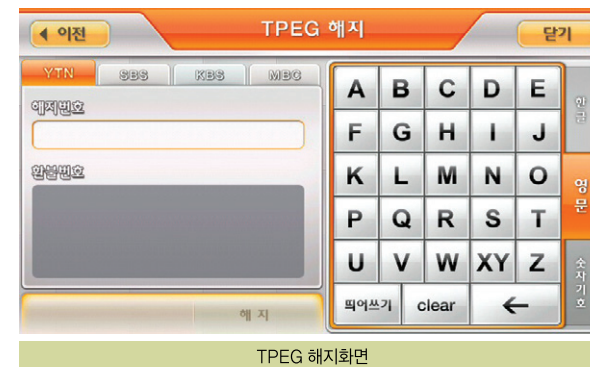 이전
TPEG 해지
닫기
YTN
SBS
KBS
MBC
예제번호
환불번호
해 지
A B C D E
F G H I J
K L M N O
P Q R S T
U V W XY Z
띄어쓰기 clear
한글
영문
숫자기호
TPEG 해지화면